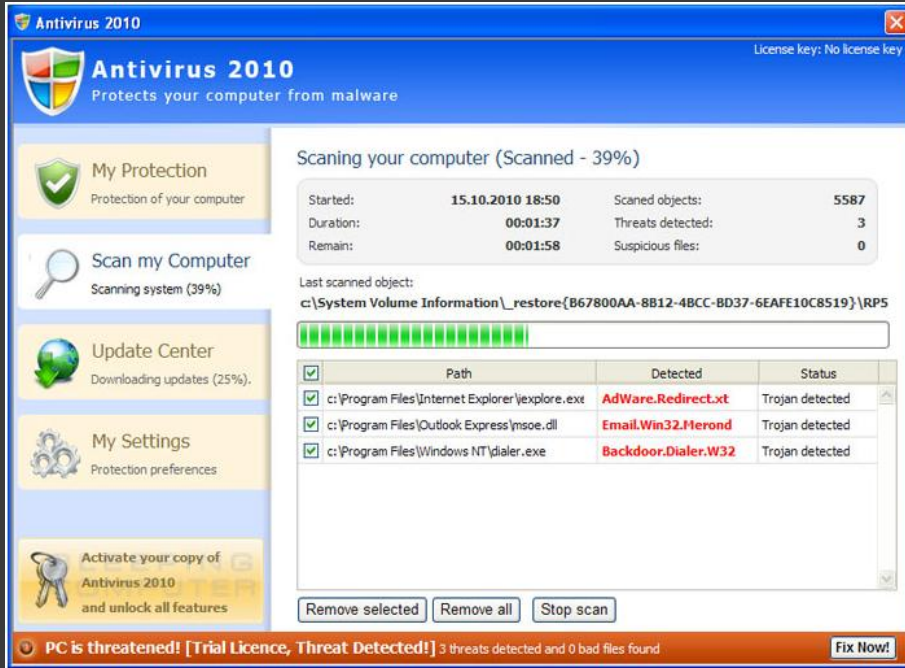 Antivirus 2010
Antivirus 2010
Protects your computer from malware
License key: No license key
My Protection
Protection of your computer
Scan my Computer
Scanning system (39%)
Update Center
Downloading updates (25%).
My Settings
Protection preferences
Activate your copy of
Antivirus 2010
and unlock all features
BLEEPING
COMPUTER
Scaning your computer (Scanned - 39%)
Started: 15.10.2010 18:50 Scaned objects: 5587
Duration: 00:01:37 Threats detected: 3
Remain: 00:01:58 Suspicious files: 0
Last scanned object:
c:\System Volume Information\_restore{B67800AA-8B12-4BCC-BD37-6EAFE10C8519}\RP5
Path Detected Status
c:\Program Files\Internet Explorer\iexplore.exe AdWare.Redirect.xt Trojan detected
c:\Program Files\Outlook Express\msoe.dll Email.Win32.Merond Trojan detected
c:\Program Files\Windows NT\dialer.exe Backdoor.Dialer.W32 Trojan detected
Remove selected Remove all Stop scan
PC is threatened! [Trial Licence, Threat Detected!] 3 threats detected and 0 bad files found Fix Now!